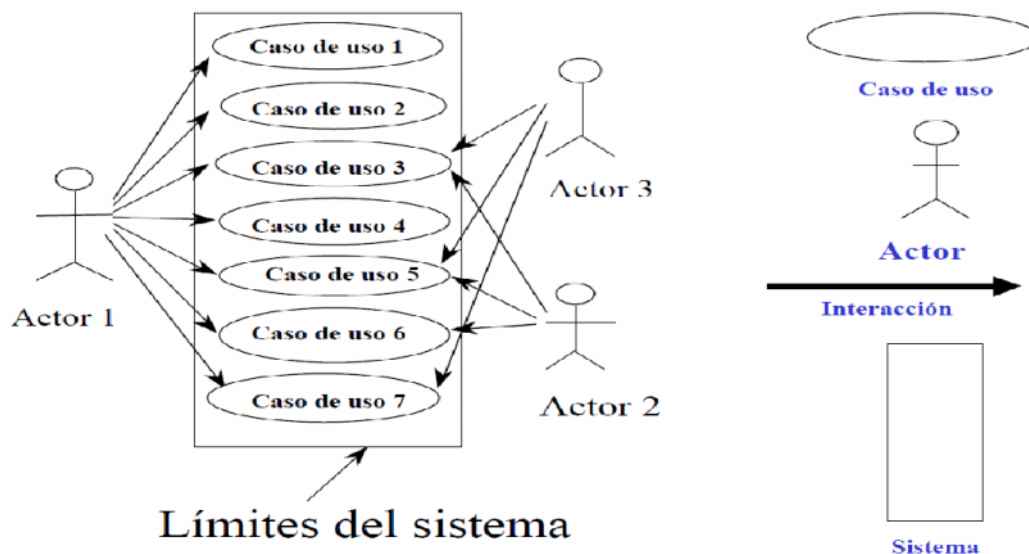 Caso de uso 1
Caso de uso 2
Caso de uso 3
Caso de uso 4
Caso de uso 5
Caso de uso 6
Caso de uso 7
Actor 1
Actor 3
Actor 2
Límites del sistema
Caso de uso
Actor
Interacción
Sistema